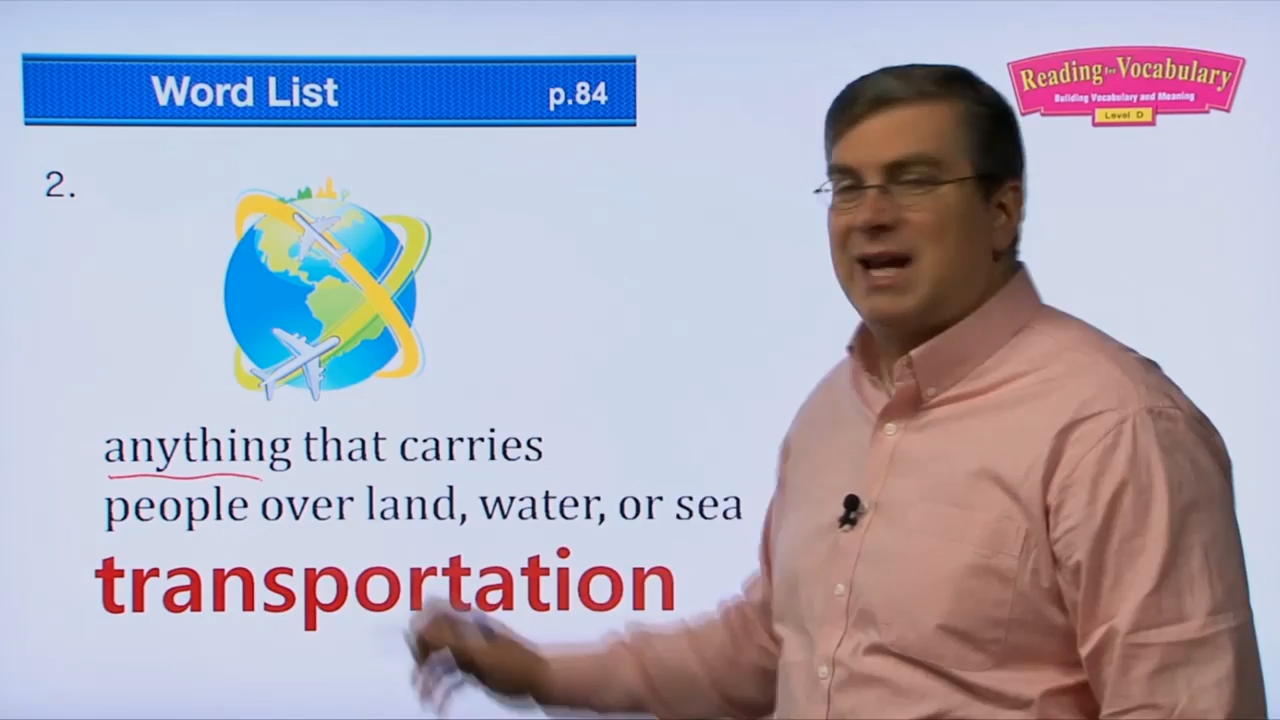 Word List p.84
Reading for Vocabulary
Building Vocabulary and Meaning
Level D
2.
anything that carries
people over land, water, or sea
transportation